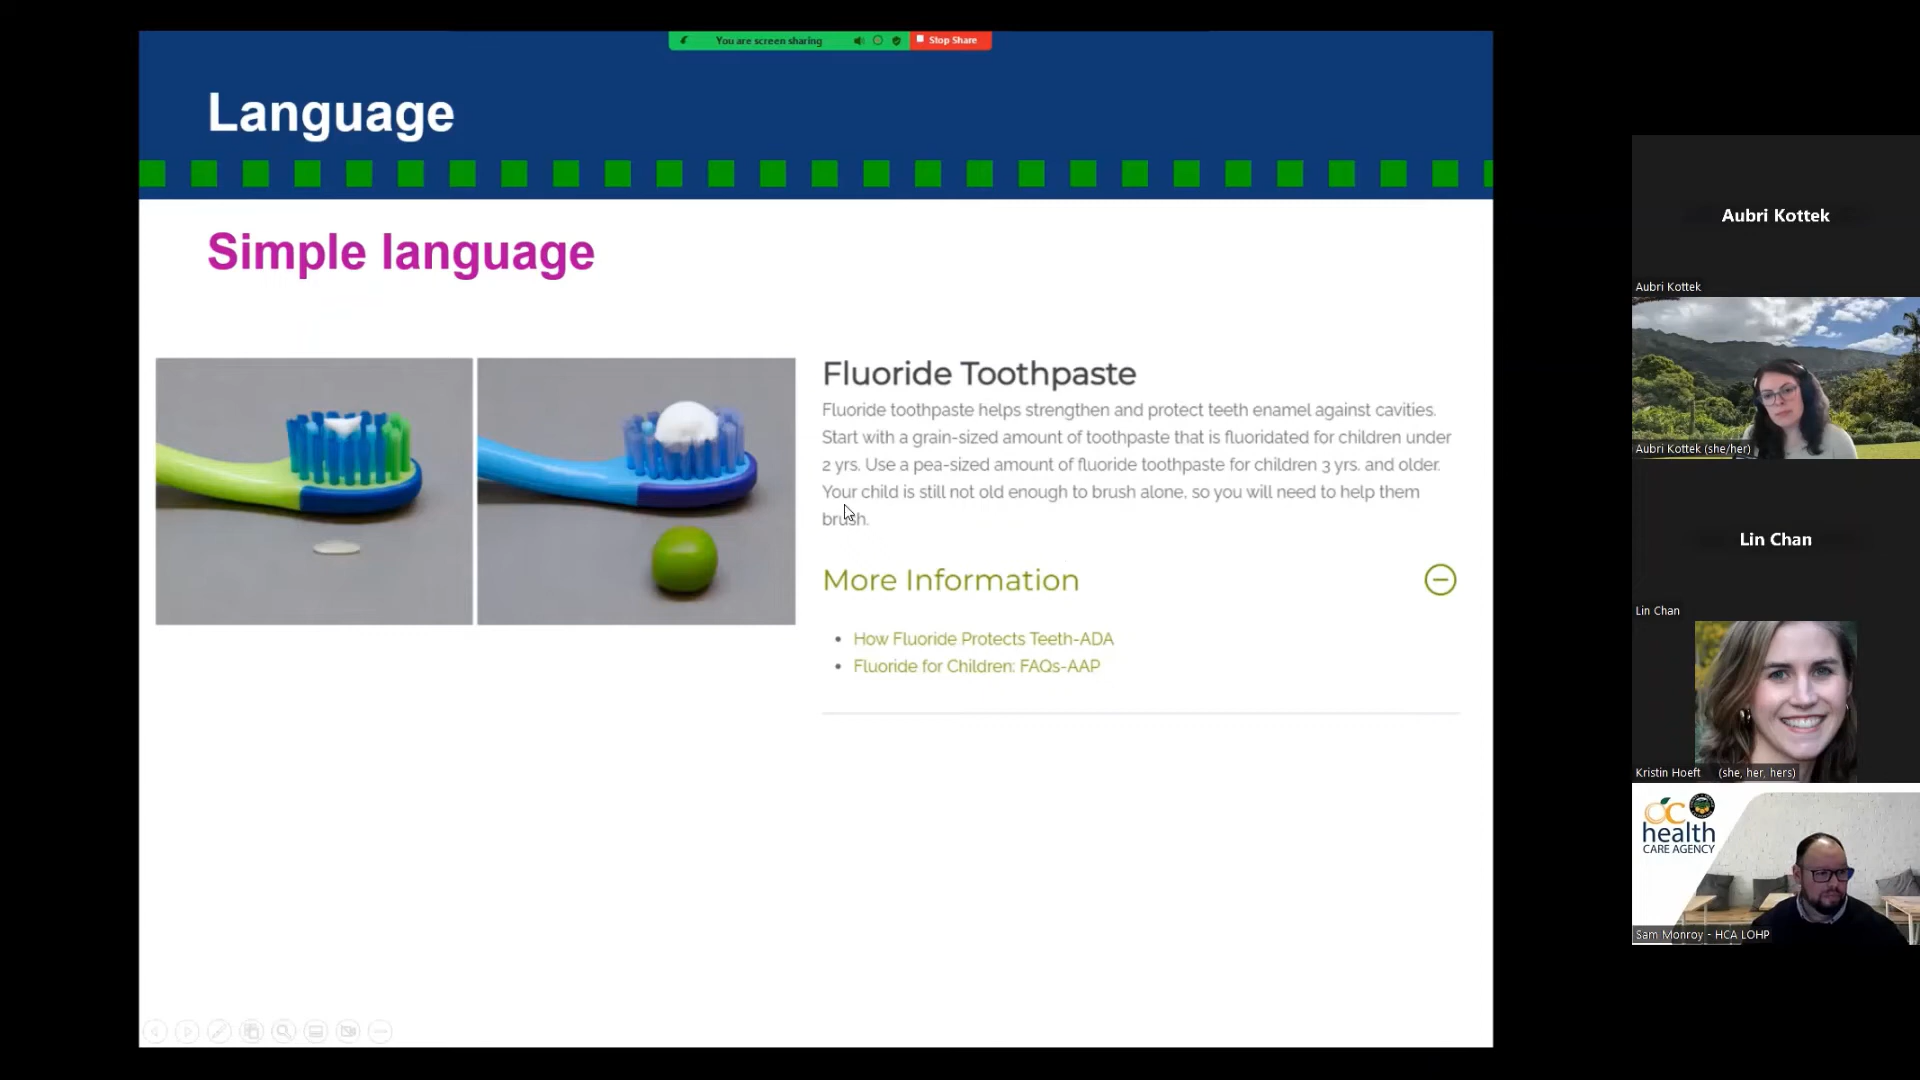 You are screen sharing
Stop Share
Language
Simple language
Fluoride Toothpaste
Fluoride toothpaste helps strengthen and protect teeth enamel against cavities.
Start with a grain-sized amount of toothpaste that is fluoridated for children under
2 yrs. Use a pea-sized amount of fluoride toothpaste for children 3 yrs. and older.
Your child is still not old enough to brush alone, so you will need to help them
brush.
More Information
How Fluoride Protects Teeth-ADA
Fluoride for Children: FAQs-AAP
Aubri Kottek
Aubri Kottek
Aubri Kottek (she/her)
Lin Chan
Lin Chan
Kristin Hoeft (she, her, hers)
OC
health
CARE AGENCY
Sam Monroy - HCA LOHP